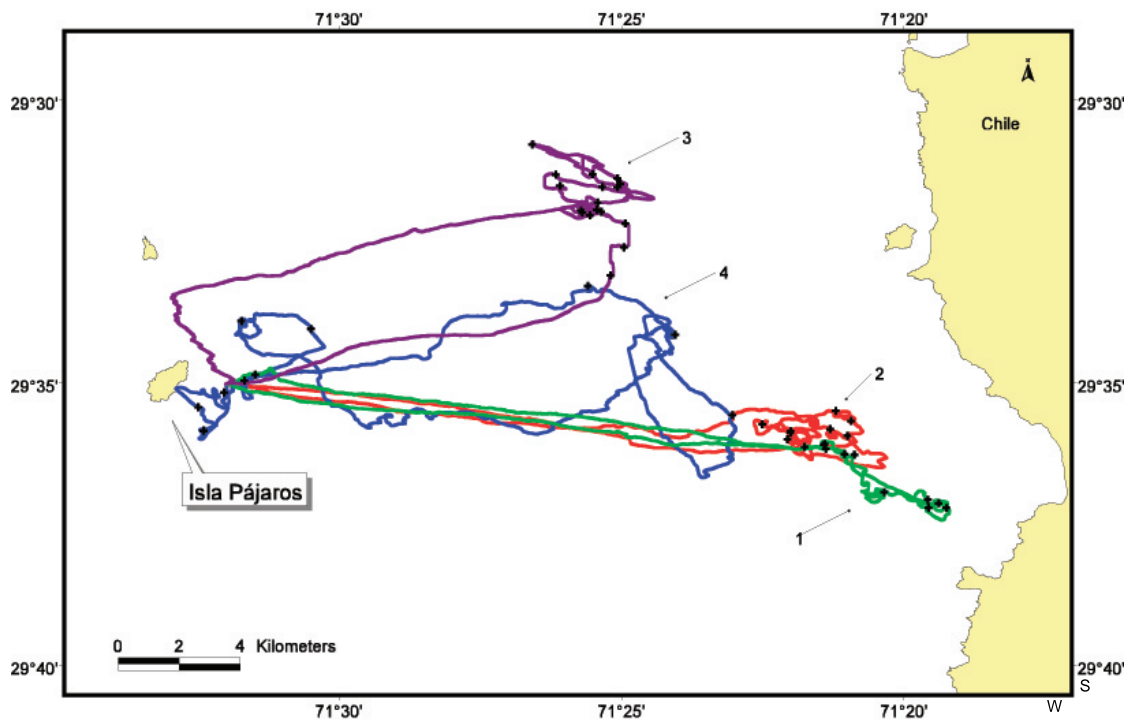 71°30' 71°25' 71°20'
29°30' 29°30'
Chile
3
4
29°35' 29°35'
2
Isla Pájaros
1
0 2 4 Kilometers
29°40' 29°40'
S
W
71°30' 71°25' 71°20'